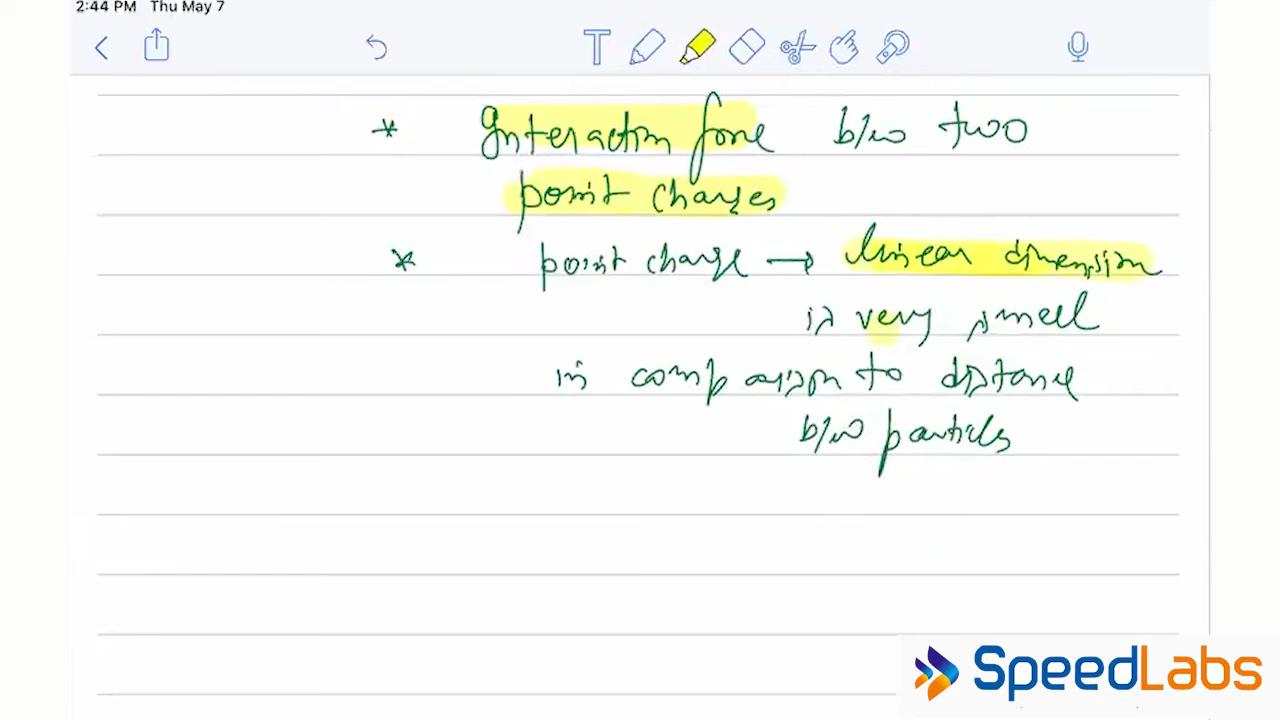 2:44 PM Thu May 7
* Interaction force b/w two
point charges
* point charge → linear dimension
is very small
in comparison to distance
b/w particles
SpeedLabs